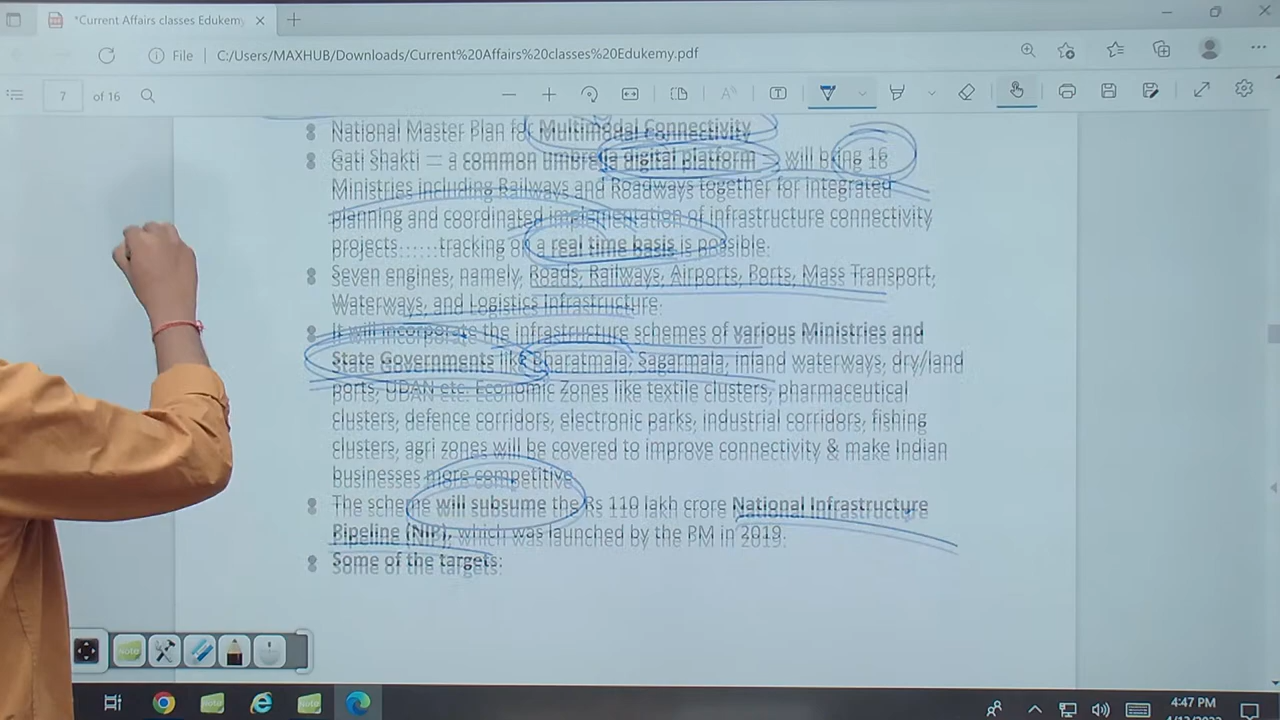 *Current Affairs classes Edukemy
File C:/Users/MAXHUB/Downloads/Current%20Affairs%20classes%20Edukemy.pdf
7 of 16
National Master Plan for Multimodal Connectivity
Gati Shakti — a common umbrella digital platform — will bring 16
Ministries including Railways and Roadways together for integrated
planning and coordinated implementation of infrastructure connectivity
projects......tracking on a real time basis is possible.
Seven engines, namely, Roads, Railways, Airports, Ports, Mass Transport,
Waterways, and Logistics Infrastructure.
It will incorporate the infrastructure schemes of various Ministries and
State Governments like Bharatmala, Sagarmala, inland waterways, dry/land
ports, UDAN etc. Economic Zones like textile clusters, pharmaceutical
clusters, defence corridors, electronic parks, industrial corridors, fishing
clusters, agri zones will be covered to improve connectivity & make Indian
businesses more competitive
The scheme will subsume the Rs 110 lakh crore National Infrastructure
Pipeline (NIP), which was launched by the PM in 2019.
Some of the targets:
Note
4:47 PM